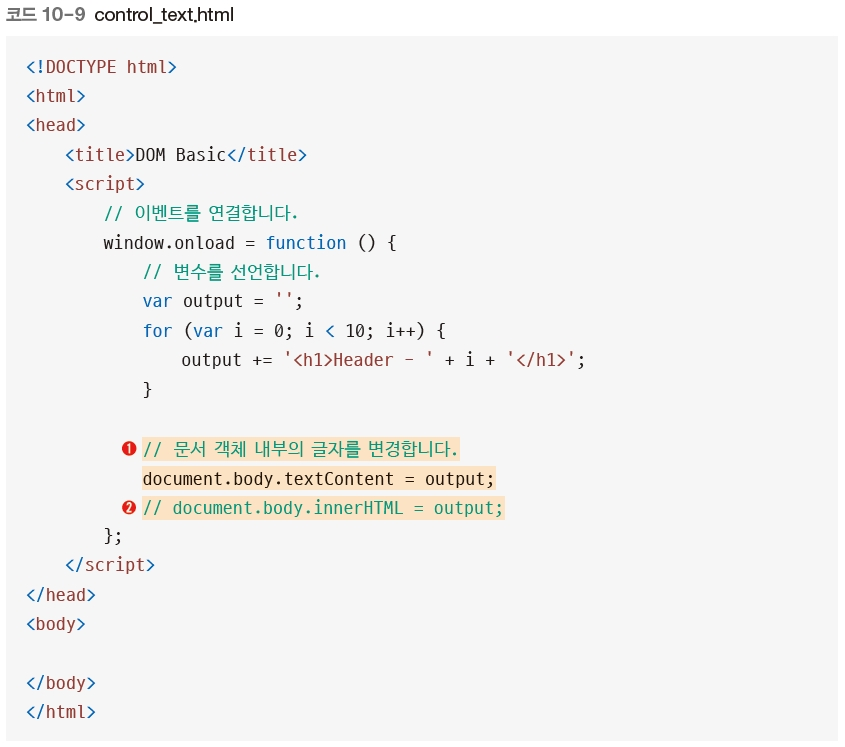 코드 10-9 control_text.html
<!DOCTYPE html>
<html>
<head>
    <title>DOM Basic</title>
    <script>
        // 이벤트를 연결합니다.
        window.onload = function () {
            // 변수를 선언합니다.
            var output = '';
            for (var i = 0; i < 10; i++) {
                output += '<h1>Header - ' + i + '</h1>';
            }
❶ // 문서 객체 내부의 글자를 변경합니다.
            document.body.textContent = output;
❷ // document.body.innerHTML = output;
        };
    </script>
</head>
<body>
</body>
</html>